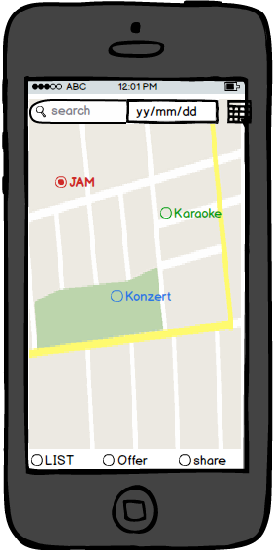 ABC 12:01 PM
search yy/mm/dd
JAM
Karaoke
Konzert
LIST Offer share